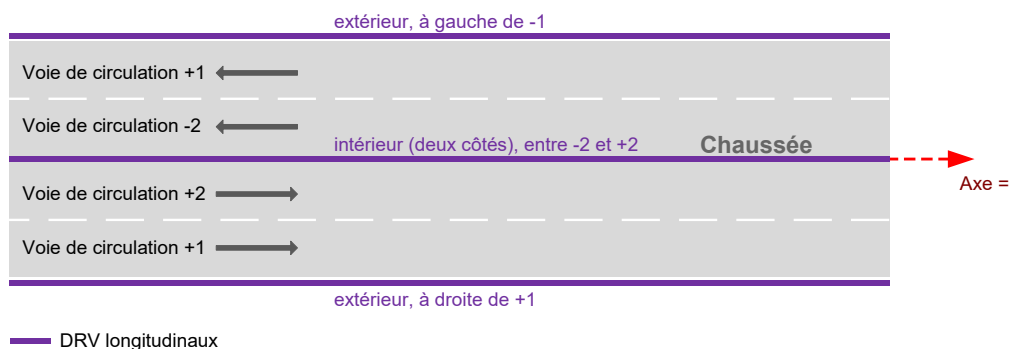 extérieur, à gauche de -1
Voie de circulation +1
Voie de circulation -2
intérieur (deux côtés), entre -2 et +2
Chaussée
Axe =
Voie de circulation +2
Voie de circulation +1
extérieur, à droite de +1
DRV longitudinaux